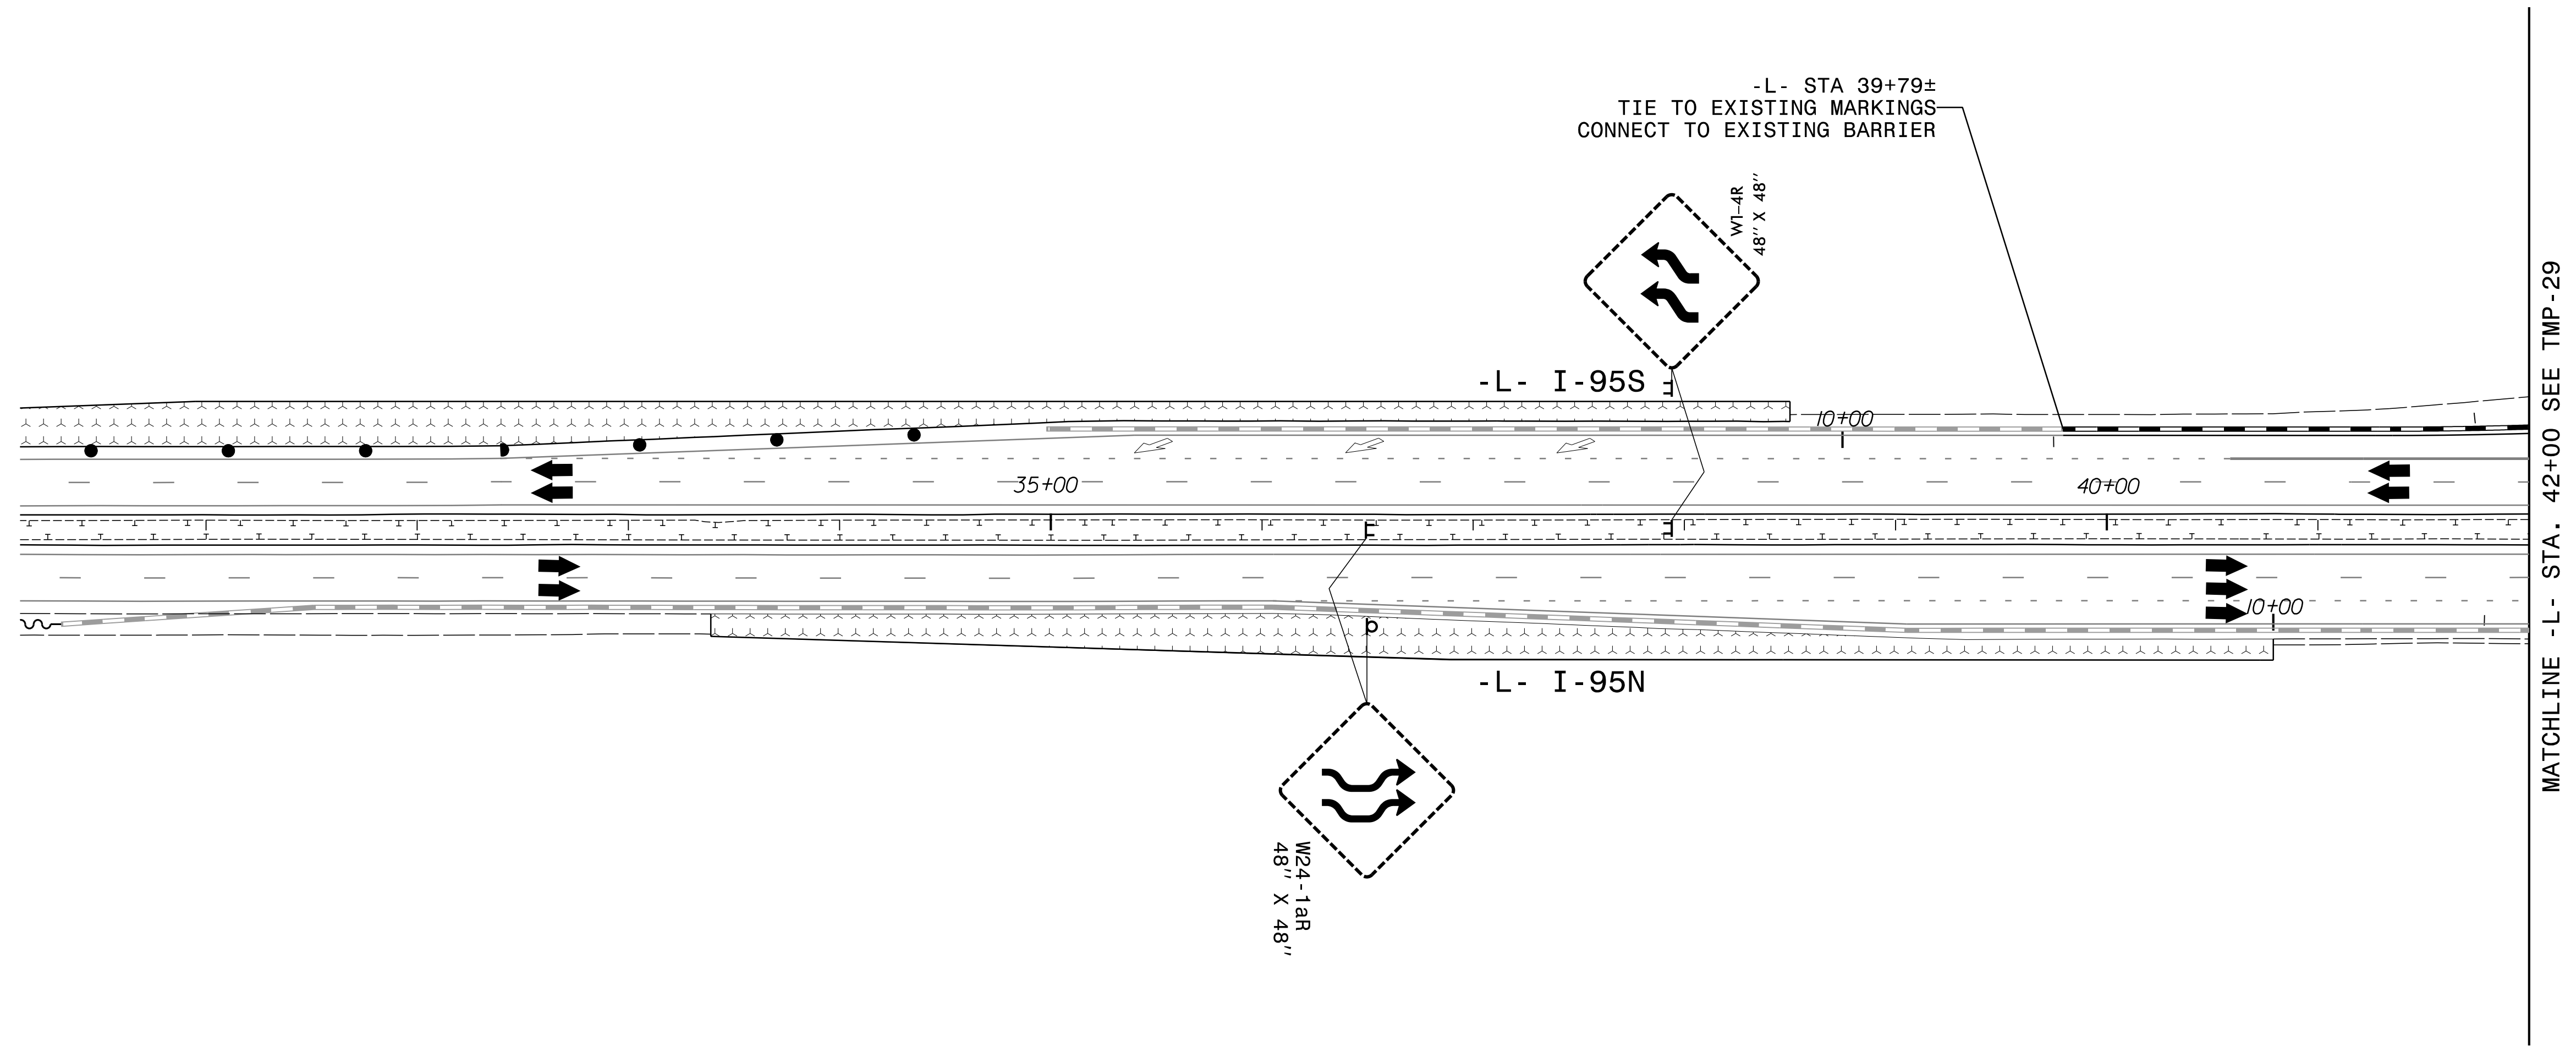 -L- STA 39+79±
TIE TO EXISTING MARKINGS
CONNECT TO EXISTING BARRIER
W1-4R
48" X 48"
-L- I-95S
10+00
35+00
40+00
10+00
-L- I-95N
W24-1aR
48" X 48"
MATCHLINE -L- STA. 42+00 SEE TMP-29